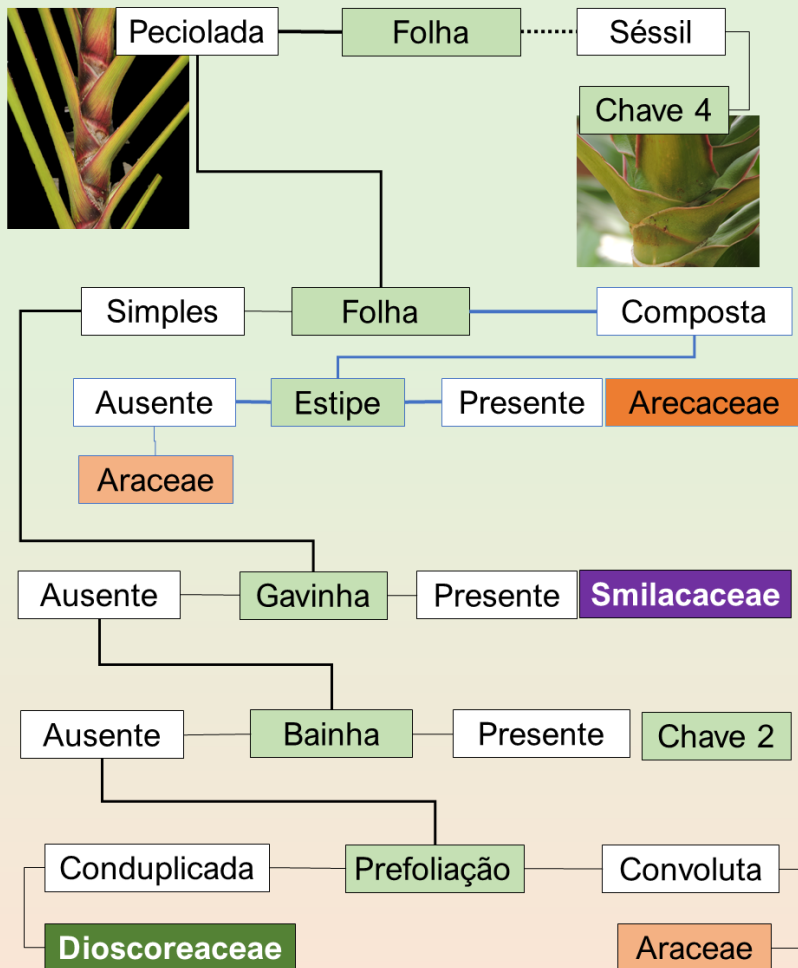 Peciolada Folha Séssil
Chave 4
Simples Folha Composta
Ausente Estipe Presente Arecaceae
Araceae
Ausente Gavinha Presente Smilacaceae
Ausente Bainha Presente Chave 2
Conduplicada Prefoliação Convoluta
Dioscoreaceae Araceae